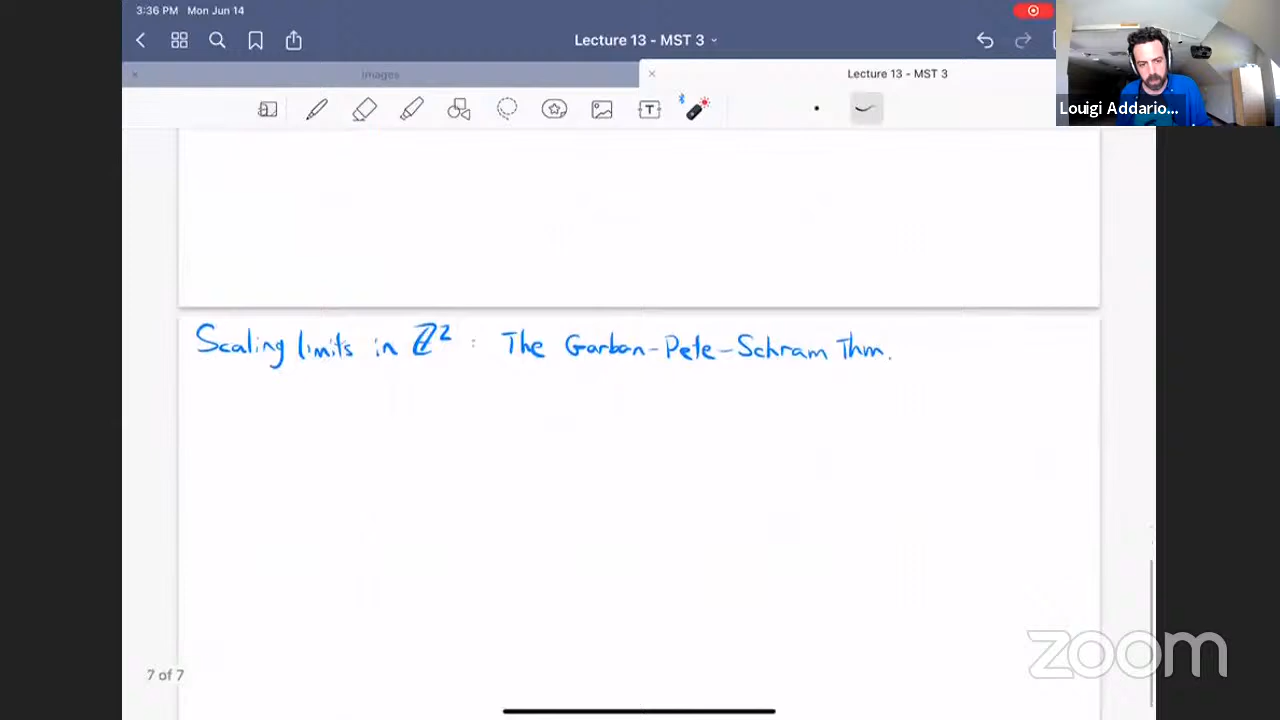 3:36 PM Mon Jun 14
Lecture 13 - MST 3
Images
Lecture 13 - MST 3
Louigi Addario...
Scaling limits in ℤ² : The Garban-Pete-Schram Thm.
7 of 7
zoom